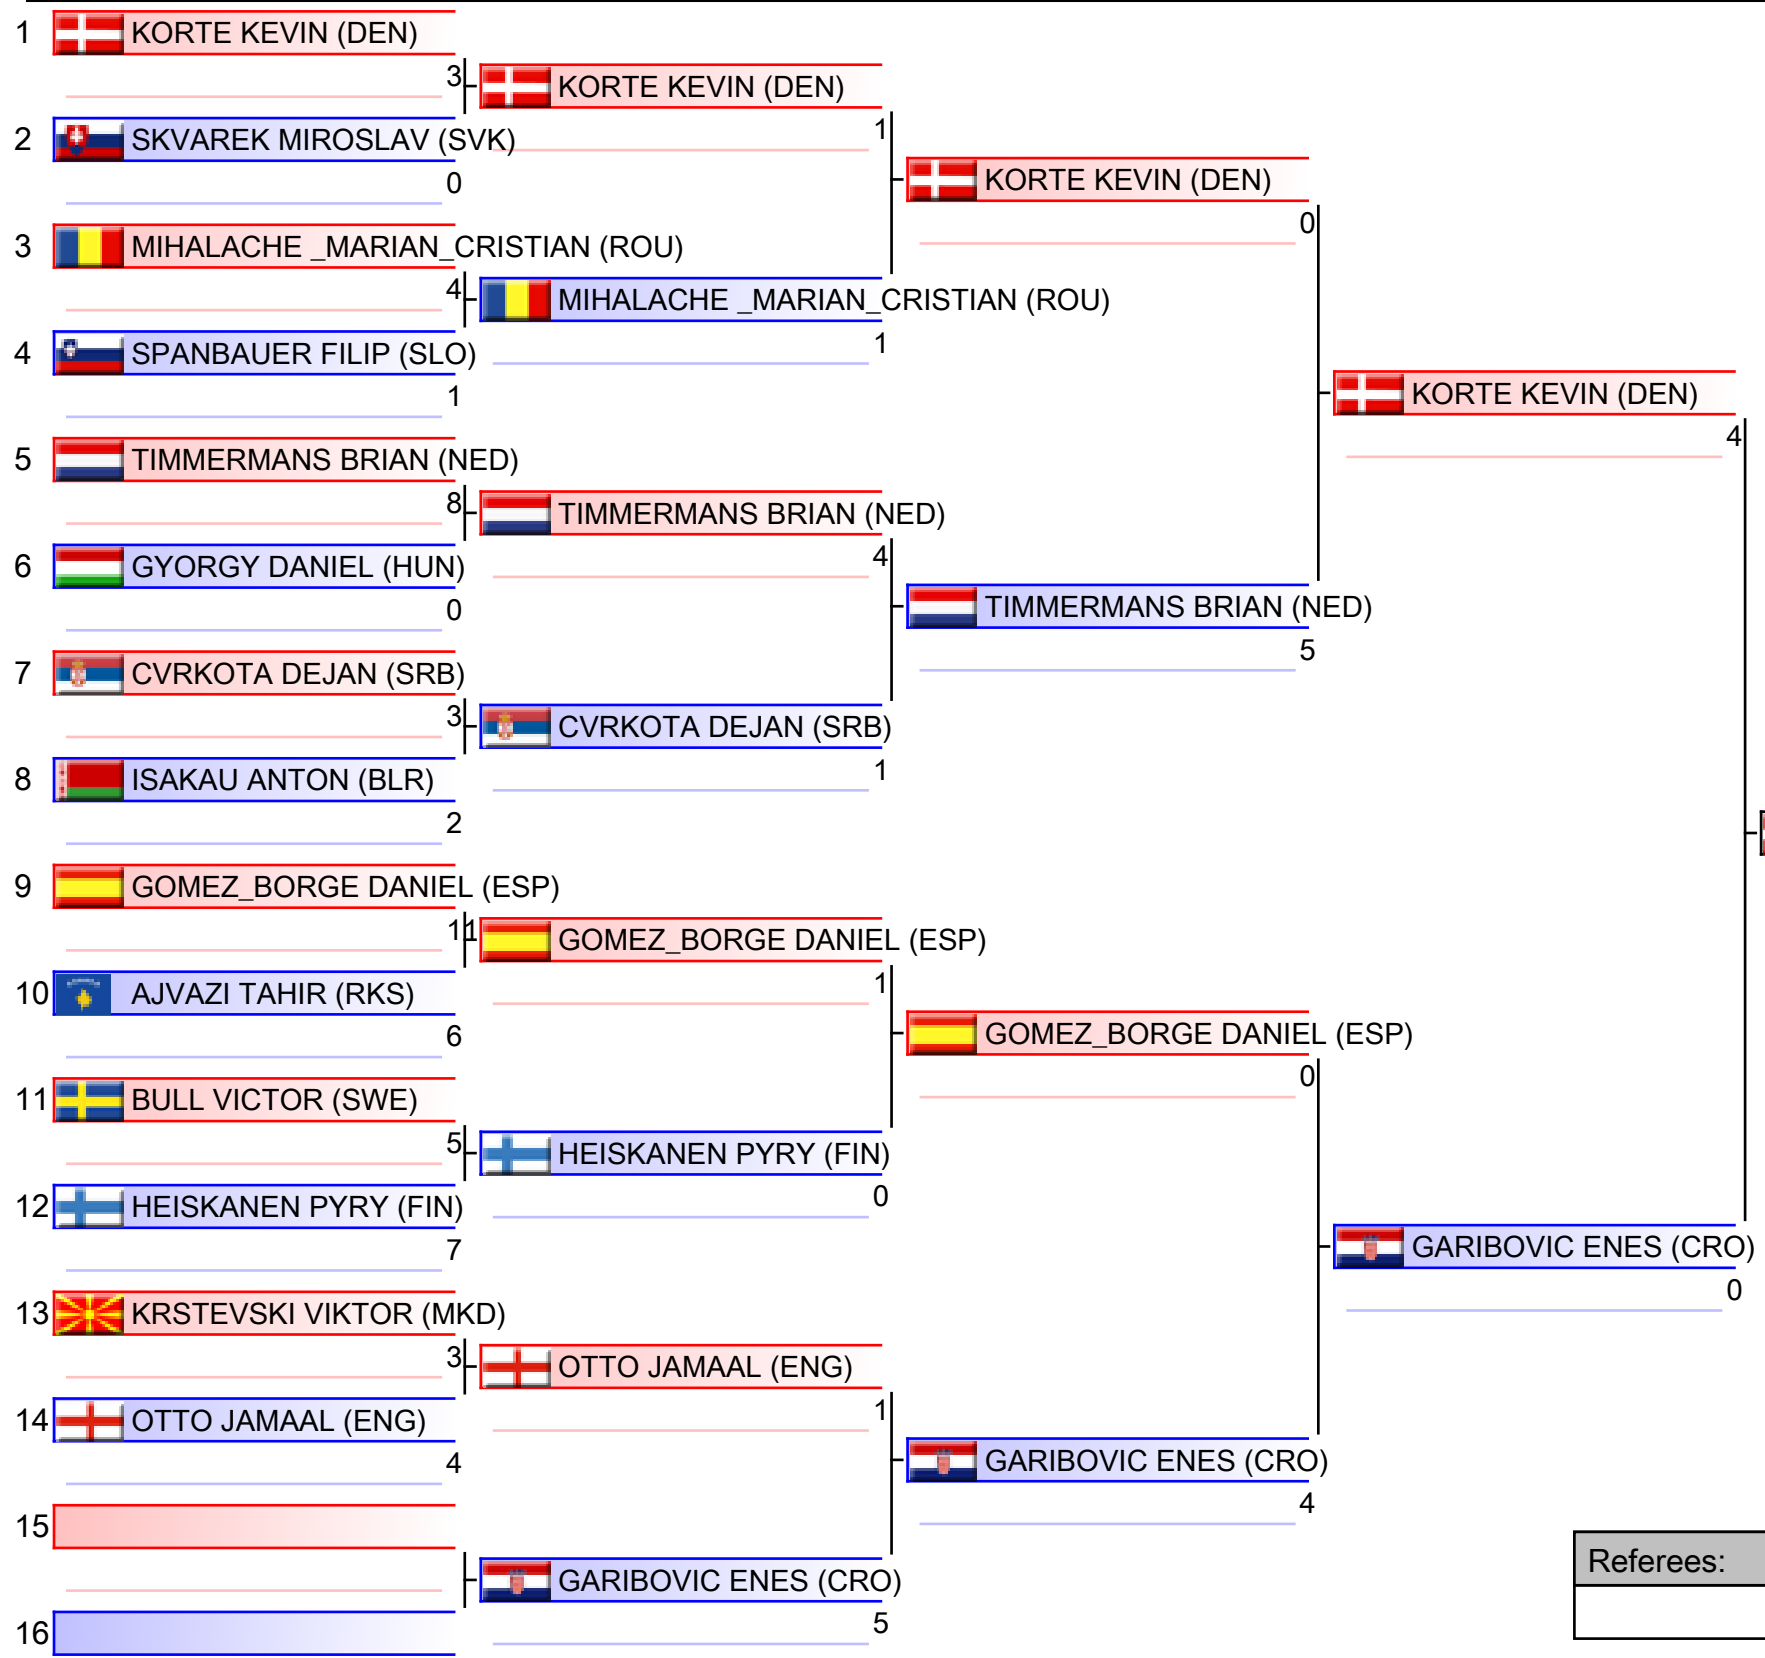 1 KORTE KEVIN (DEN)
3
KORTE KEVIN (DEN)
1
2 SKVAREK MIROSLAV (SVK)
0
KORTE KEVIN (DEN)
0
3 MIHALACHE _MARIAN_CRISTIAN (ROU)
4
MIHALACHE _MARIAN_CRISTIAN (ROU)
1
4 SPANBAUER FILIP (SLO)
1
KORTE KEVIN (DEN)
4
5 TIMMERMANS BRIAN (NED)
8
TIMMERMANS BRIAN (NED)
4
6 GYORGY DANIEL (HUN)
0
TIMMERMANS BRIAN (NED)
5
7 CVRKOTA DEJAN (SRB)
3
CVRKOTA DEJAN (SRB)
1
8 ISAKAU ANTON (BLR)
2
9 GOMEZ_BORGE DANIEL (ESP)
11
GOMEZ_BORGE DANIEL (ESP)
1
10 AJVAZI TAHIR (RKS)
6
GOMEZ_BORGE DANIEL (ESP)
0
11 BULL VICTOR (SWE)
5
HEISKANEN PYRY (FIN)
0
12 HEISKANEN PYRY (FIN)
7
GARIBOVIC ENES (CRO)
0
13 KRSTEVSKI VIKTOR (MKD)
3
OTTO JAMAAL (ENG)
1
14 OTTO JAMAAL (ENG)
4
GARIBOVIC ENES (CRO)
4
15
GARIBOVIC ENES (CRO)
5
16
Referees: